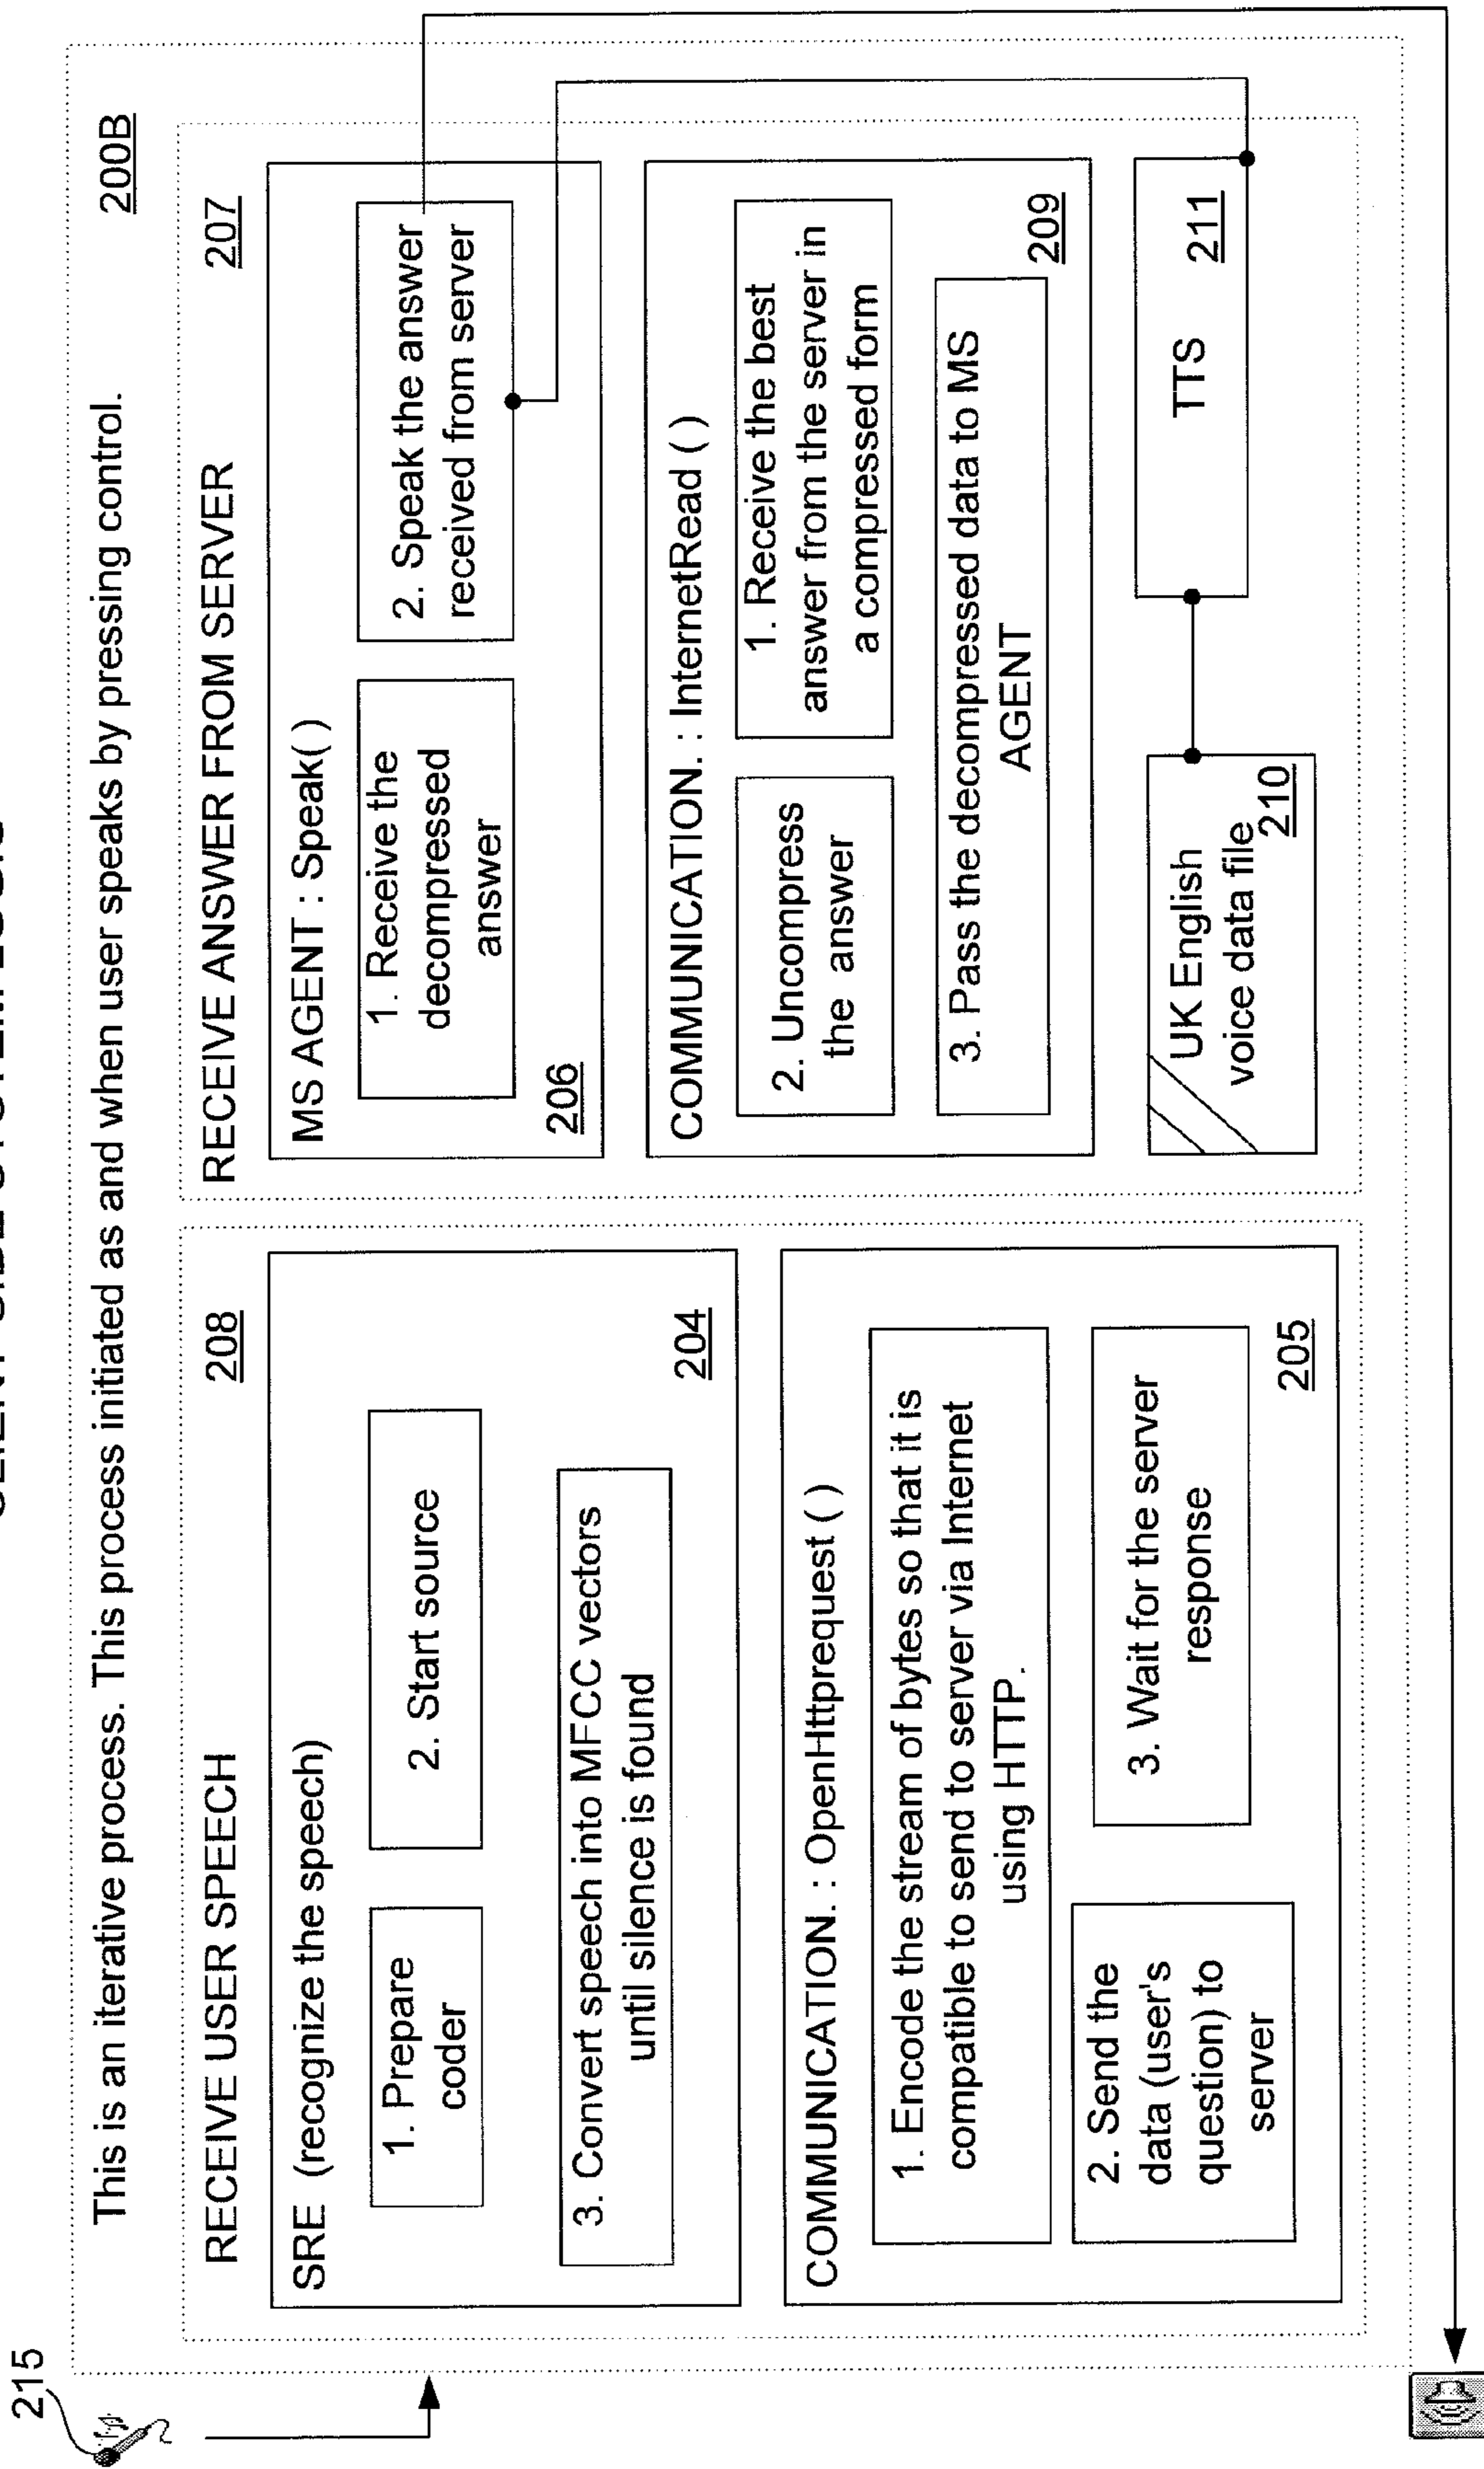 215
This is an iterative process. This process initiated as and when user speaks by pressing control.
200B
RECEIVE USER SPEECH
208
SRE (recognize the speech)
1. Prepare
coder
2. Start source
3. Convert speech into MFCC vectors
until silence is found
204
COMMUNICATION. : OpenHttprequest ( )
1. Encode the stream of bytes so that it is
compatible to send to server via Internet
using HTTP.
2. Send the
data (user's
question) to
server
3. Wait for the server
response
205
RECEIVE ANSWER FROM SERVER
207
MS AGENT : Speak( )
1. Receive the
decompressed
answer
2. Speak the answer
received from server
206
COMMUNICATION. : InternetRead ( )
2. Uncompress
the answer
1. Receive the best
answer from the server in
a compressed form
3. Pass the decompressed data to MS
AGENT
209
UK English
voice data file
210
TTS
211